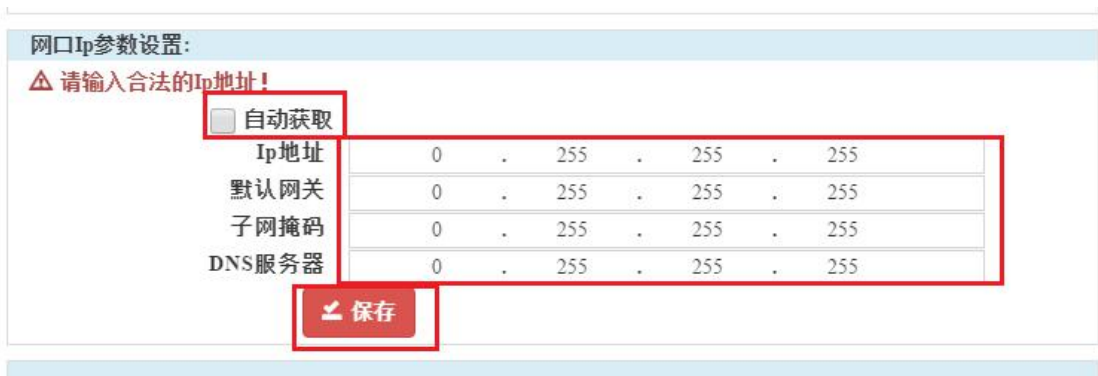 网口Ip参数设置:
请输入合法的Ip地址!
自动获取
Ip地址 0 . 255 . 255 . 255
默认网关 0 . 255 . 255 . 255
子网掩码 0 . 255 . 255 . 255
DNS服务器 0 . 255 . 255 . 255
保存